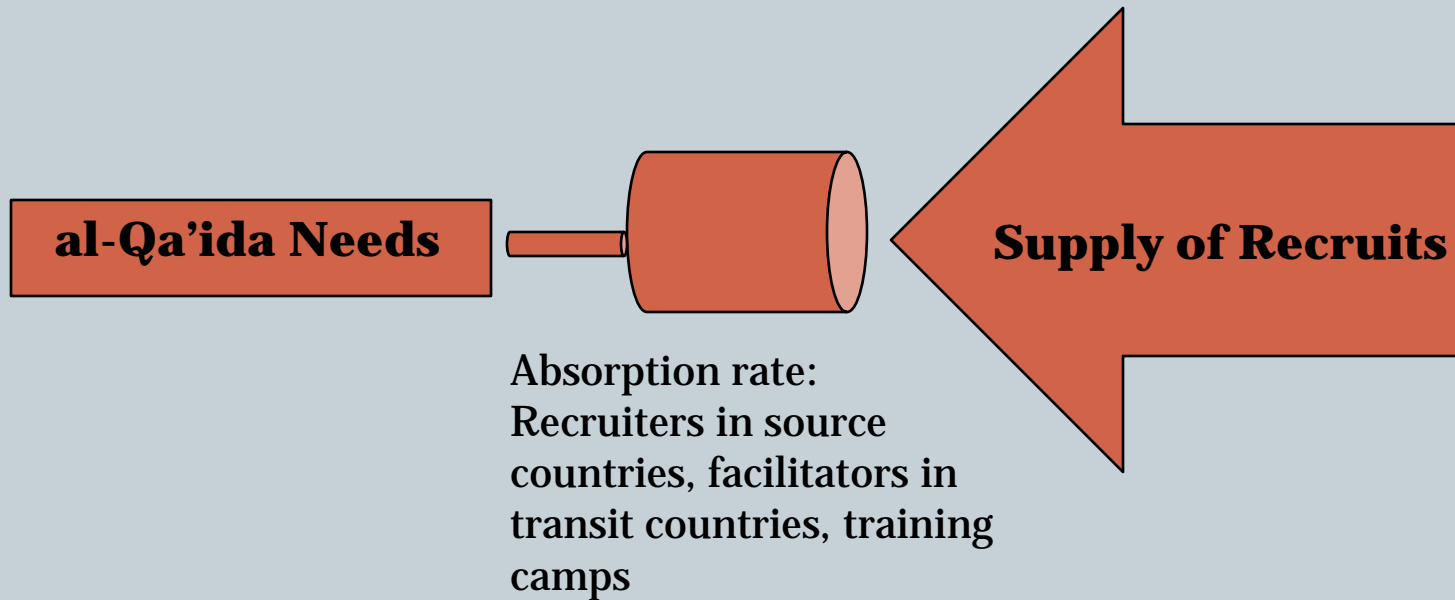 al-Qa’ida Needs
Supply of Recruits
Absorption rate:
Recruiters in source
countries, facilitators in
transit countries, training
camps